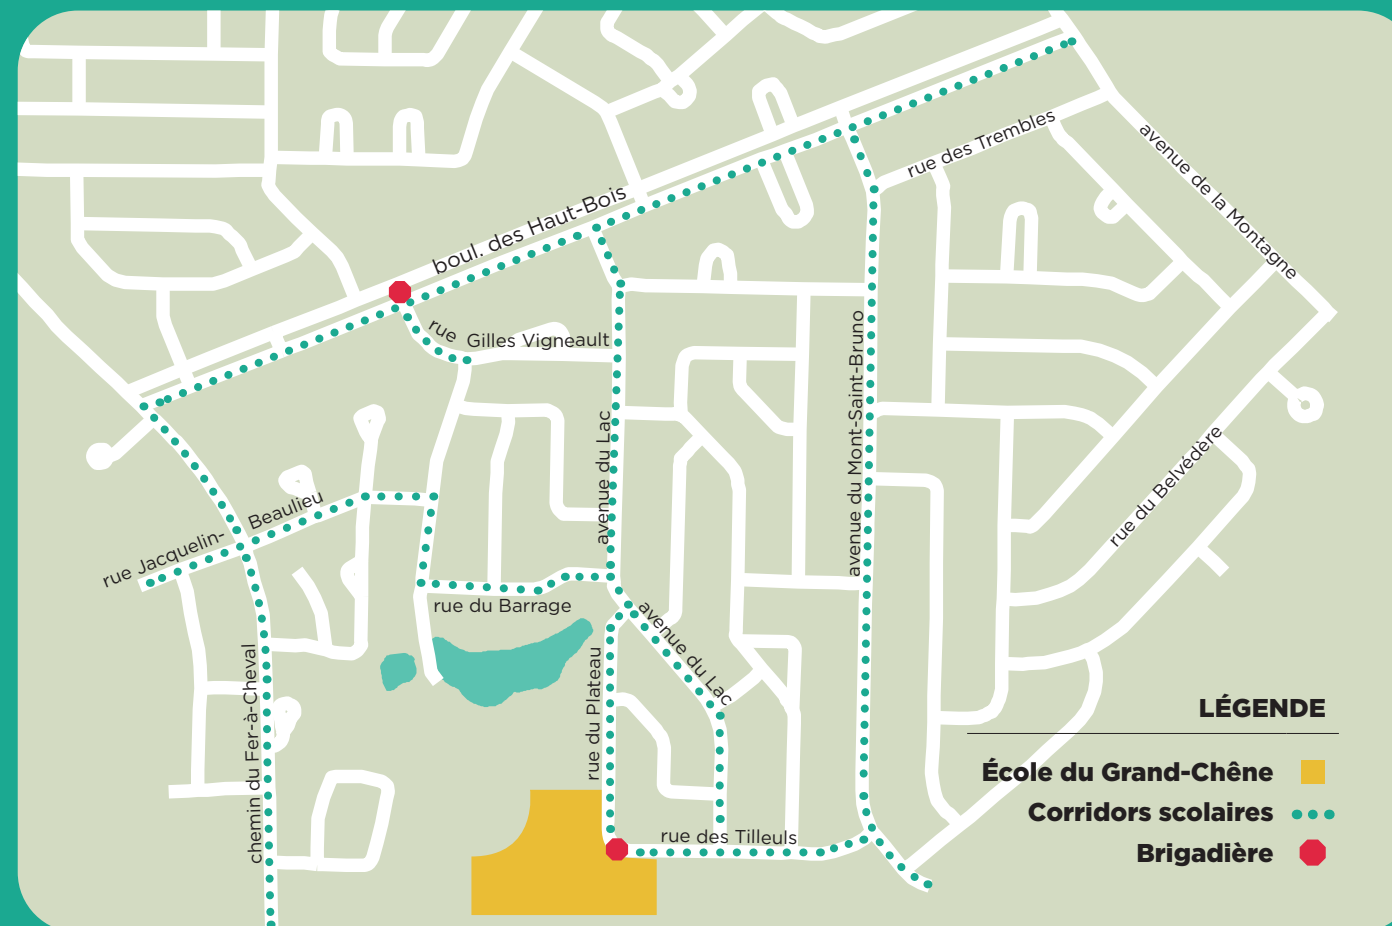 boul. des Haut-Bois
rue des Trembles
avenue de la Montagne
rue Gilles Vigneault
avenue du Lac
avenue du Mont-Saint-Bruno
rue du Belvédère
rue Jacquelin-Beaulieu
rue du Barrage
avenue du Lac
rue du Plateau
chemin du Fer-à-Cheval
rue des Tilleuls
LÉGENDE
École du Grand-Chêne
Corridors scolaires
Brigadière